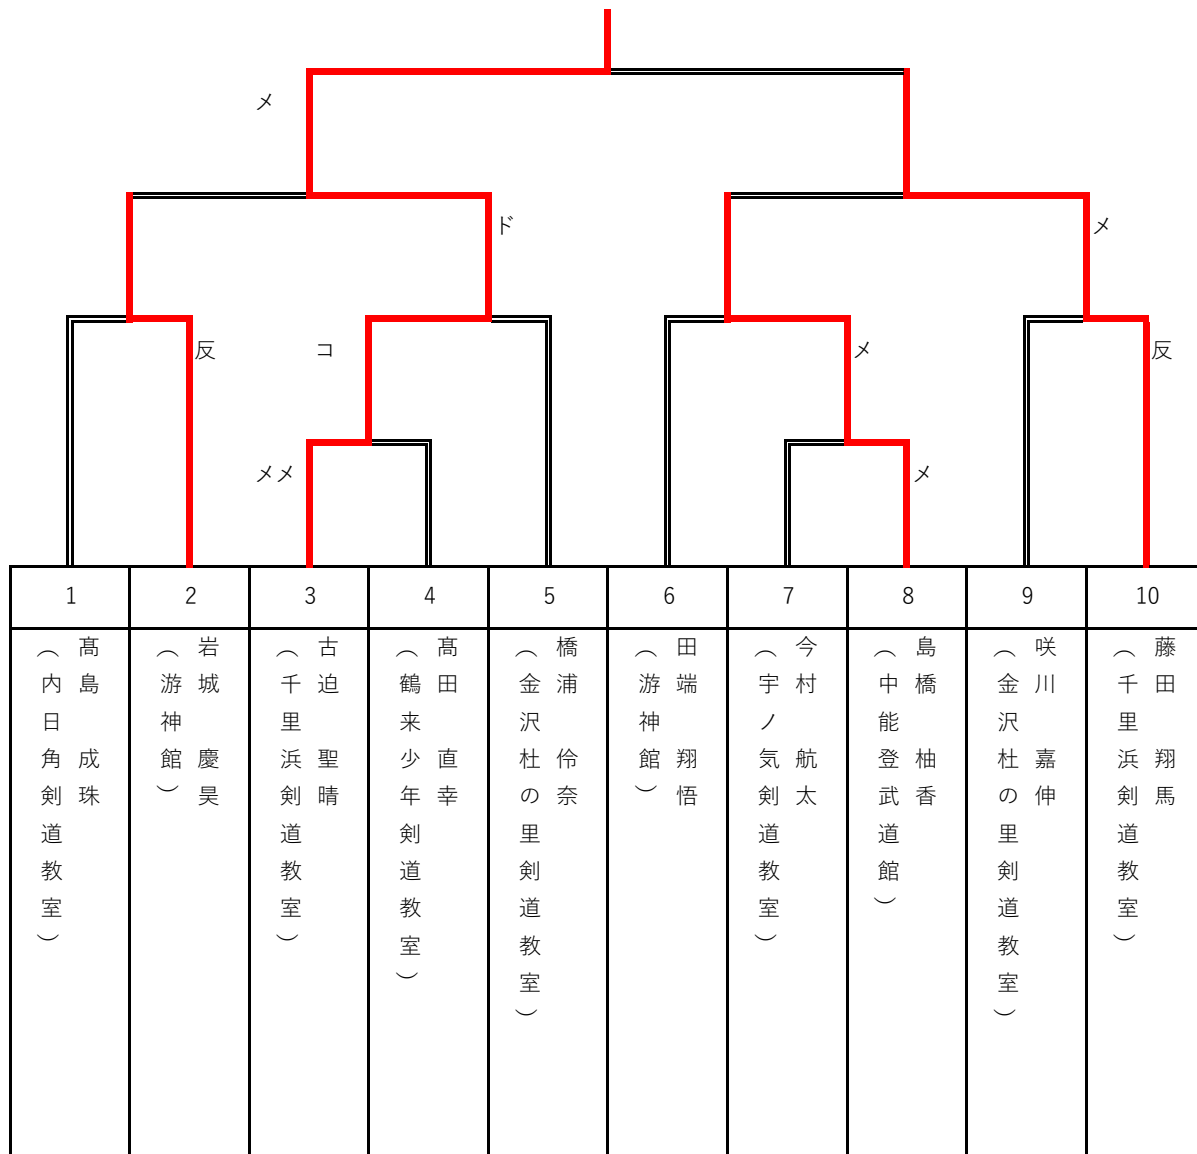 メ
ド
メ
反
コ
メ
反
メメ
メ
1
2
3
4
5
6
7
8
9
10
髙島 成珠
（内日角剣道教室）
岩城 慶昊
（游神館）
古迫 聖晴
（千里浜剣道教室）
髙田 直幸
（鶴来少年剣道教室）
橋浦 伶奈
（金沢杜の里剣道教室）
田端 翔悟
（游神館）
今村 航太
（宇ノ気剣道教室）
島橋 柚香
（中能登武道館）
咲川 嘉伸
（金沢杜の里剣道教室）
藤田 翔馬
（千里浜剣道教室）